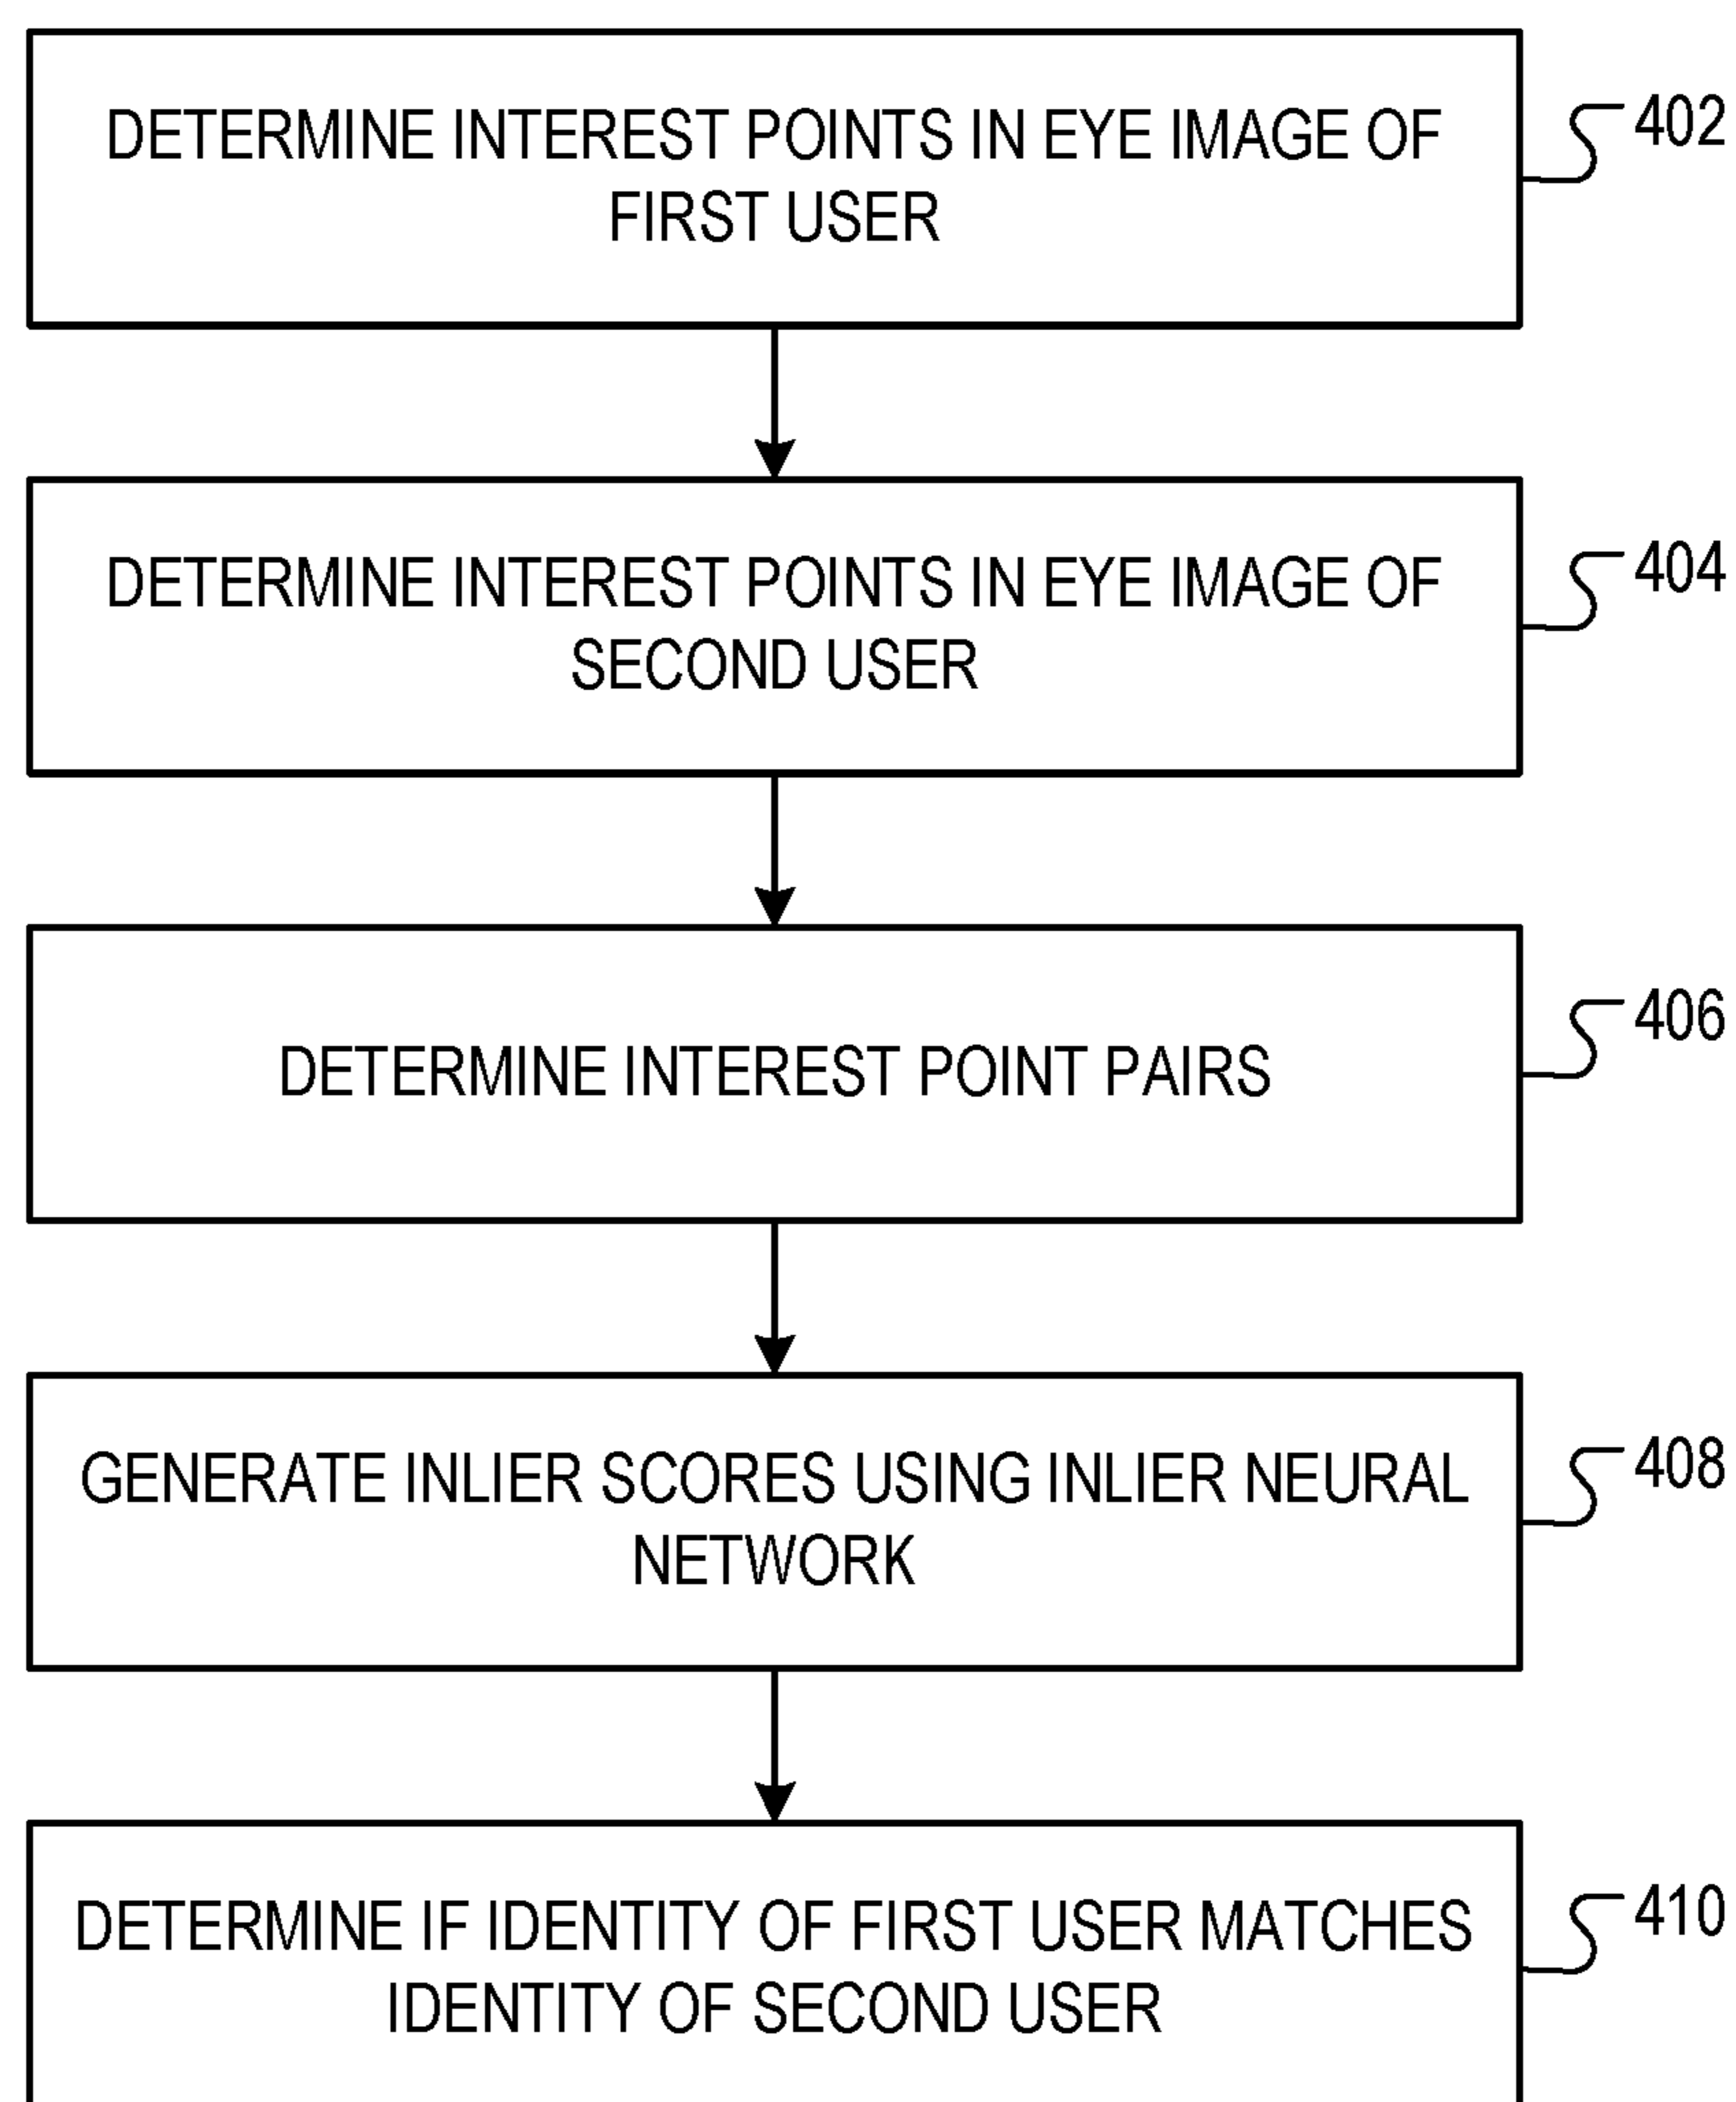 DETERMINE INTEREST POINTS IN EYE IMAGE OF
FIRST USER
402
DETERMINE INTEREST POINTS IN EYE IMAGE OF
SECOND USER
404
DETERMINE INTEREST POINT PAIRS
406
GENERATE INLIER SCORES USING INLIER NEURAL
NETWORK
408
DETERMINE IF IDENTITY OF FIRST USER MATCHES
IDENTITY OF SECOND USER
410